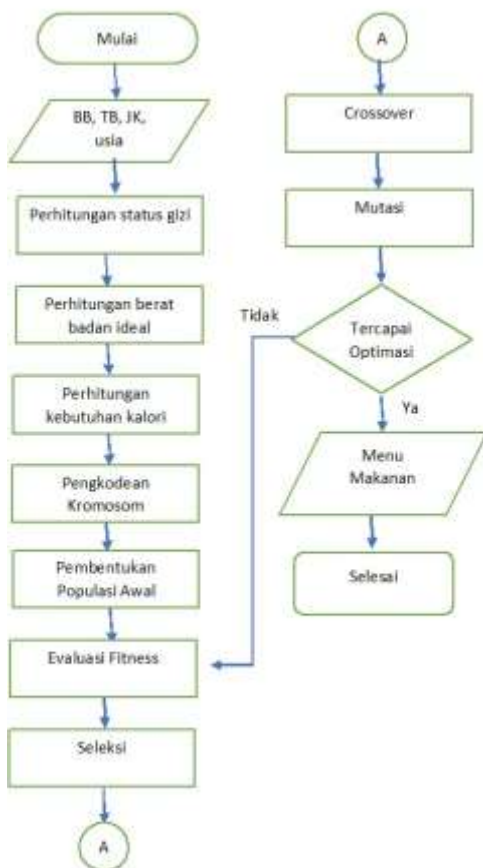 Mulai
BB, TB, JK,
usia
Perhitungan status gizi
Perhitungan berat
badan ideal
Perhitungan
kebutuhan kalori
Pengkodean
Kromosom
Pembentukan
Populasi Awal
Evaluasi Fitness
Seleksi
A
A
Crossover
Mutasi
Tidak
Tercapai
Optimasi
Ya
Menu
Makanan
Selesai